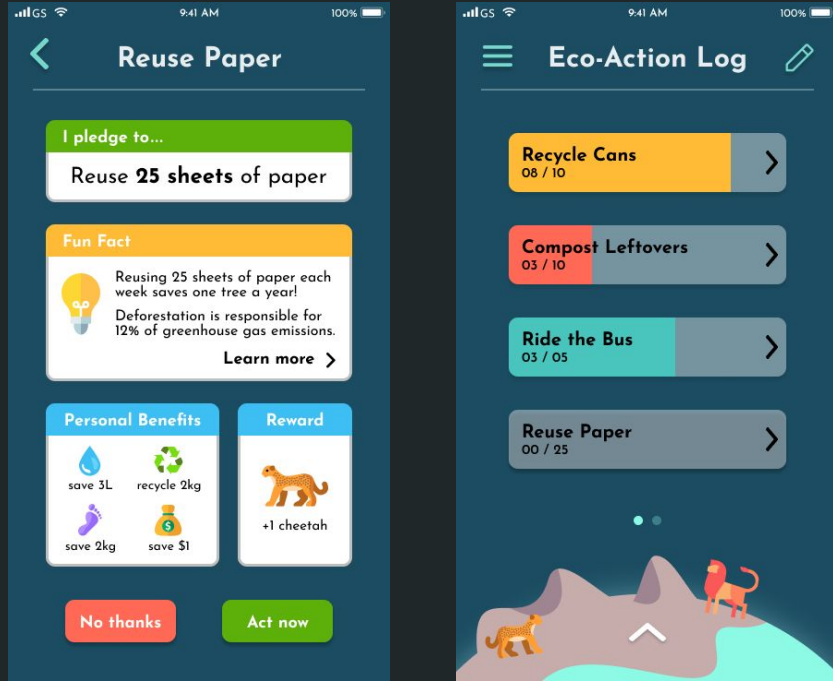 GS 9:41 AM 100%
Reuse Paper
I pledge to...
Reuse 25 sheets of paper
Fun Fact
Reusing 25 sheets of paper each
week saves one tree a year!
Deforestation is responsible for
12% of greenhouse gas emissions.
Learn more
Personal Benefits
save 3L
recycle 2kg
save 2kg
save $1
Reward
+1 cheetah
No thanks
Act now
GS 9:41 AM 100%
Eco-Action Log
Recycle Cans
08 / 10
Compost Leftovers
03 / 10
Ride the Bus
03 / 05
Reuse Paper
00 / 25